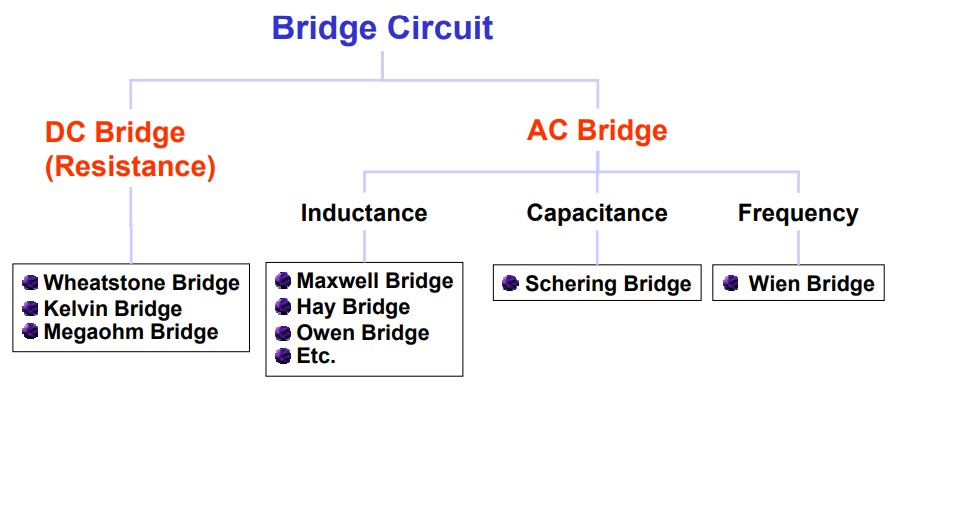 Bridge Circuit
DC Bridge
(Resistance)
AC Bridge
Inductance
Capacitance
Frequency
Wheatstone Bridge
Kelvin Bridge
Megaohm Bridge
Maxwell Bridge
Hay Bridge
Owen Bridge
Etc.
Schering Bridge
Wien Bridge